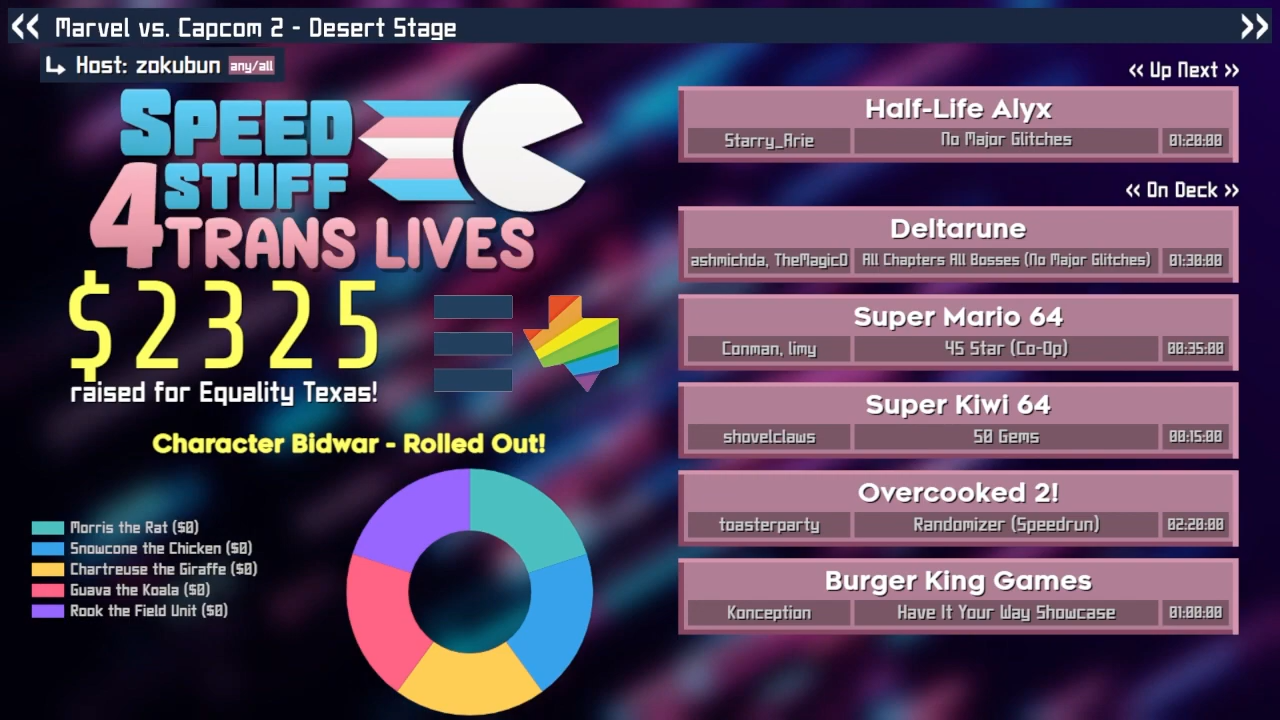 Marvel vs. Capcom 2 - Desert Stage
Host: zokubun any/all
SPEED
STUFF
4TRANS LIVES
$2325
raised for Equality Texas!
Character Bidwar - Rolled Out!
Morris the Rat ($0)
Snowcone the Chicken ($0)
Chartreuse the Giraffe ($0)
Guava the Koala ($0)
Rook the Field Unit ($0)
<< Up Next >>
Half-Life Alyx
Starry_Arie No Major Glitches 01:20:00
<< On Deck >>
Deltarune
ashmichda, TheMagicD All Chapters All Bosses (No Major Glitches) 01:30:00
Super Mario 64
Conman, limy 45 Star (Co-Op) 00:35:00
Super Kiwi 64
shovelclaws 50 Gems 00:15:00
Overcooked 2!
toasterparty Randomizer (Speedrun) 02:20:00
Burger King Games
Konception Have It Your Way Showcase 01:00:00